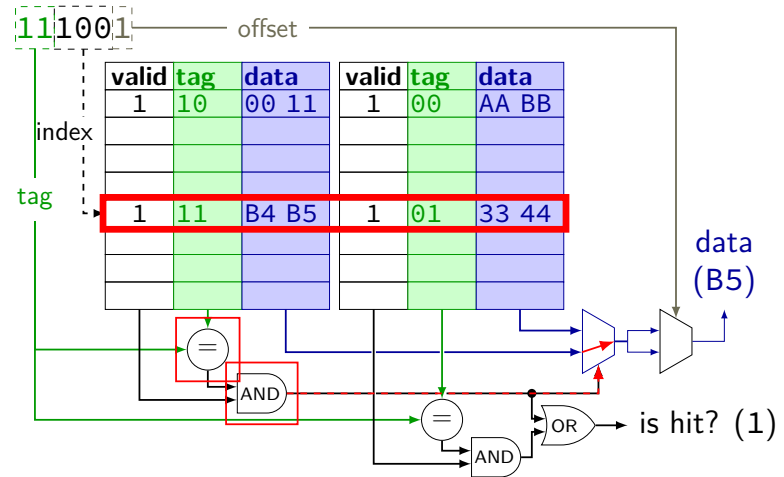 111001
offset
valid tag data valid tag data
1 10 00 11 1 00 AA BB
index
tag
1 11 B4 B5 1 01 33 44
data
(B5)
=
AND
=
OR
is hit? (1)
AND